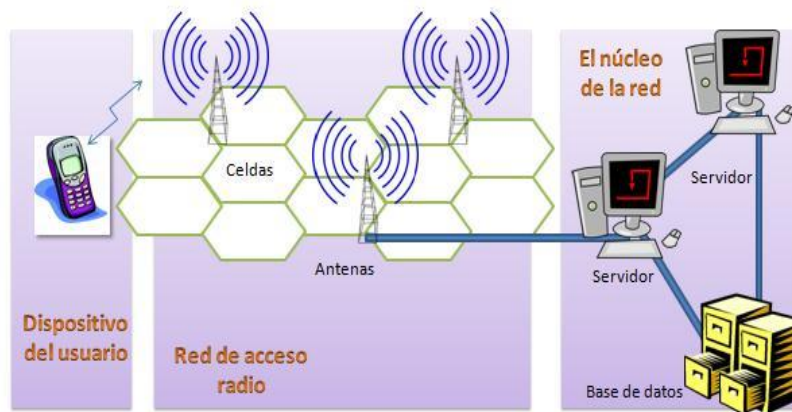 Dispositivo
del usuario
Celdas
Antenas
Red de acceso
radio
El núcleo
de la red
Servidor
Servidor
Base de datos